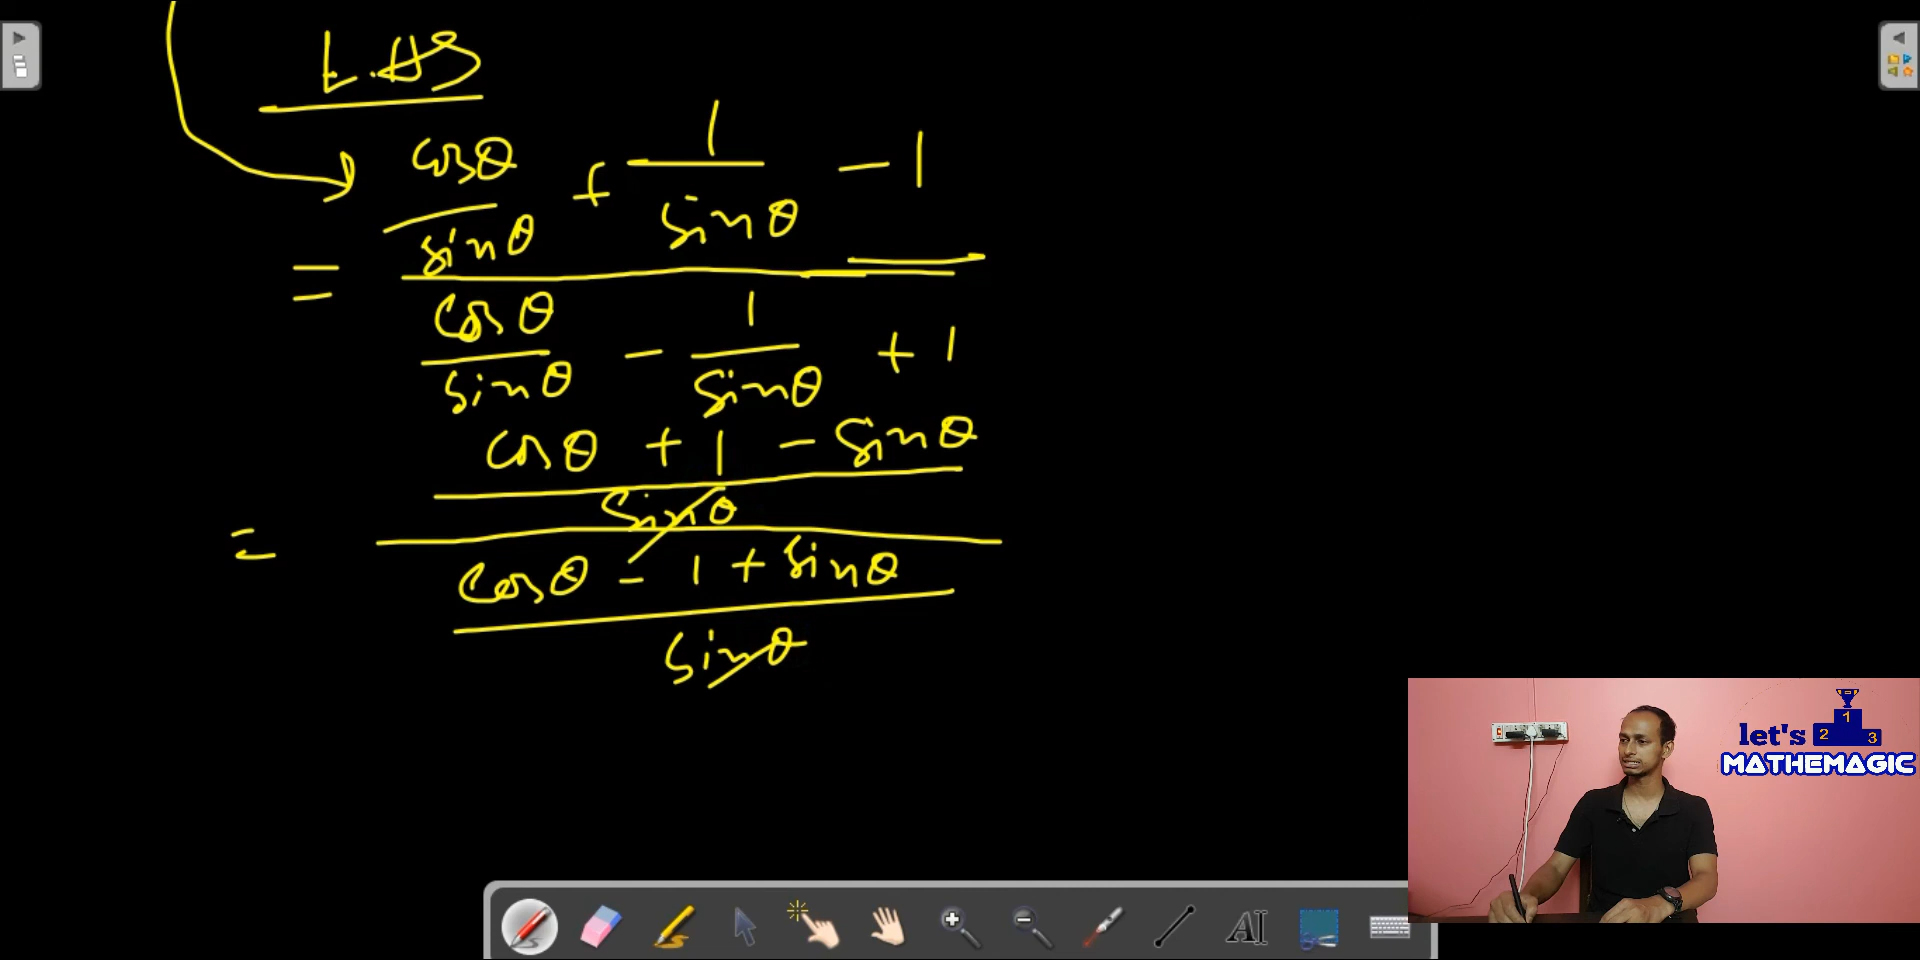 L.H.S
cosθ/sinθ + 1/sinθ - 1
= cosθ/sinθ - 1/sinθ + 1
cosθ + 1 - sinθ
sinθ
= cosθ - 1 + sinθ
sinθ
let's 2 1 3
MATHEMAGIC
AI